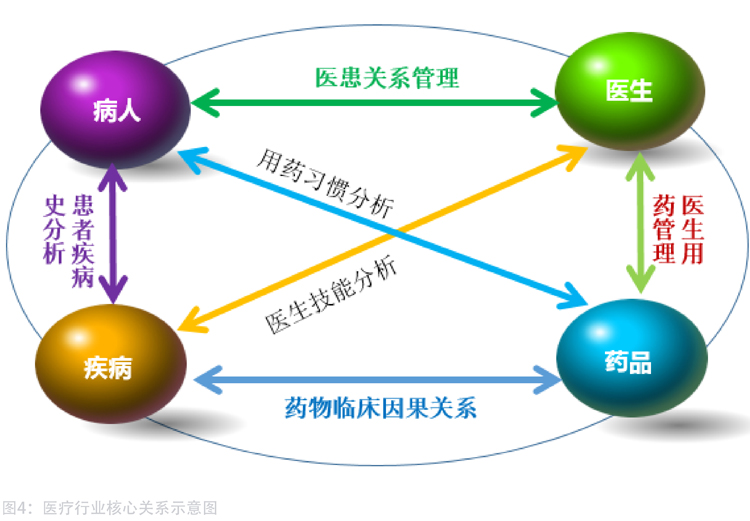 医患关系管理
病人
医生
用药习惯分析
患者疾病
史分析
医生用
药管理
医生技能分析
疾病
药品
药物临床因果关系
图4：医疗行业核心关系示意图